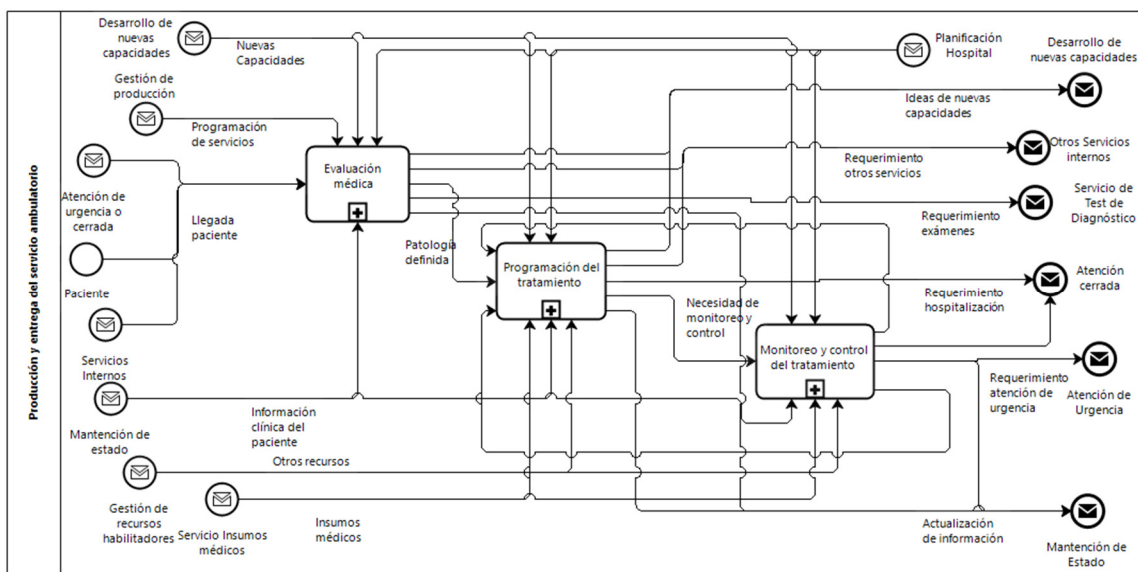 Producción y entrega del servicio ambulatorio
Desarrollo de
nuevas
capacidades
Nuevas
Capacidades
Planificación
Hospital
Desarrollo de
nuevas capacidades
Gestión de
producción
Programación
de servicios
Ideas de nuevas
capacidades
Evaluación
médica
Requerimiento
otros servicios
Otros Servicios
internos
Atención de
urgencia o
cerrada
Llegada
paciente
Requerimiento
exámenes
Servicio de
Test de
Diagnóstico
Patología
definida
Paciente
Programación del
tratamiento
Necesidad de
monitoreo y
control
Requerimiento
hospitalización
Atención
cerrada
Servicios
Internos
Monitoreo y control
del tratamiento
Requerimiento
atención de
urgencia
Atención de
Urgencia
Mantención de
estado
Información
clínica del
paciente
Otros recursos
Gestión de
recursos
habilitadores
Servicio Insumos
médicos
Insumos
médicos
Actualización
de información
Mantención de
Estado